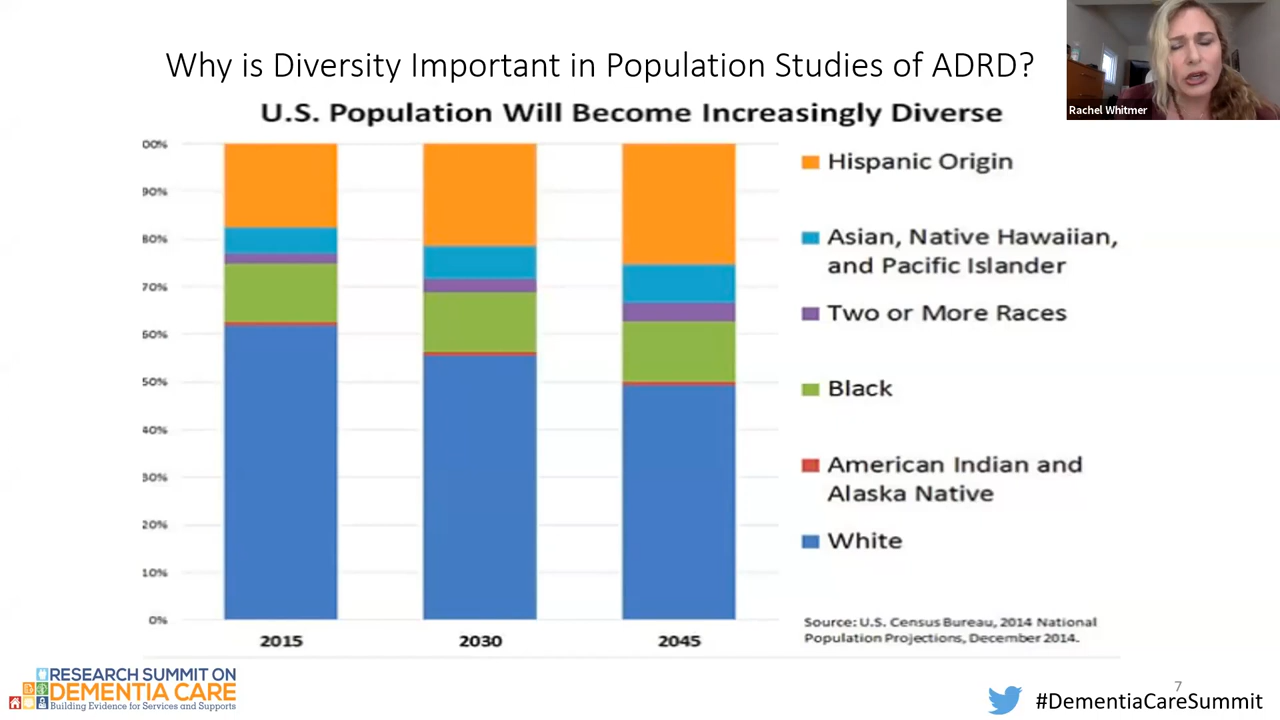 Why is Diversity Important in Population Studies of ADRD?
Rachel Whitmer
U.S. Population Will Become Increasingly Diverse
00%
90%
80%
70%
60%
50%
40%
30%
20%
10%
0%
2015
2030
2045
Hispanic Origin
Asian, Native Hawaiian,
and Pacific Islander
Two or More Races
Black
American Indian and
Alaska Native
White
Source: U.S. Census Bureau, 2014 National
Population Projections, December 2014.
RESEARCH SUMMIT ON
DEMENTIA CARE
Building Evidence for Services and Supports
7
#DementiaCareSummit